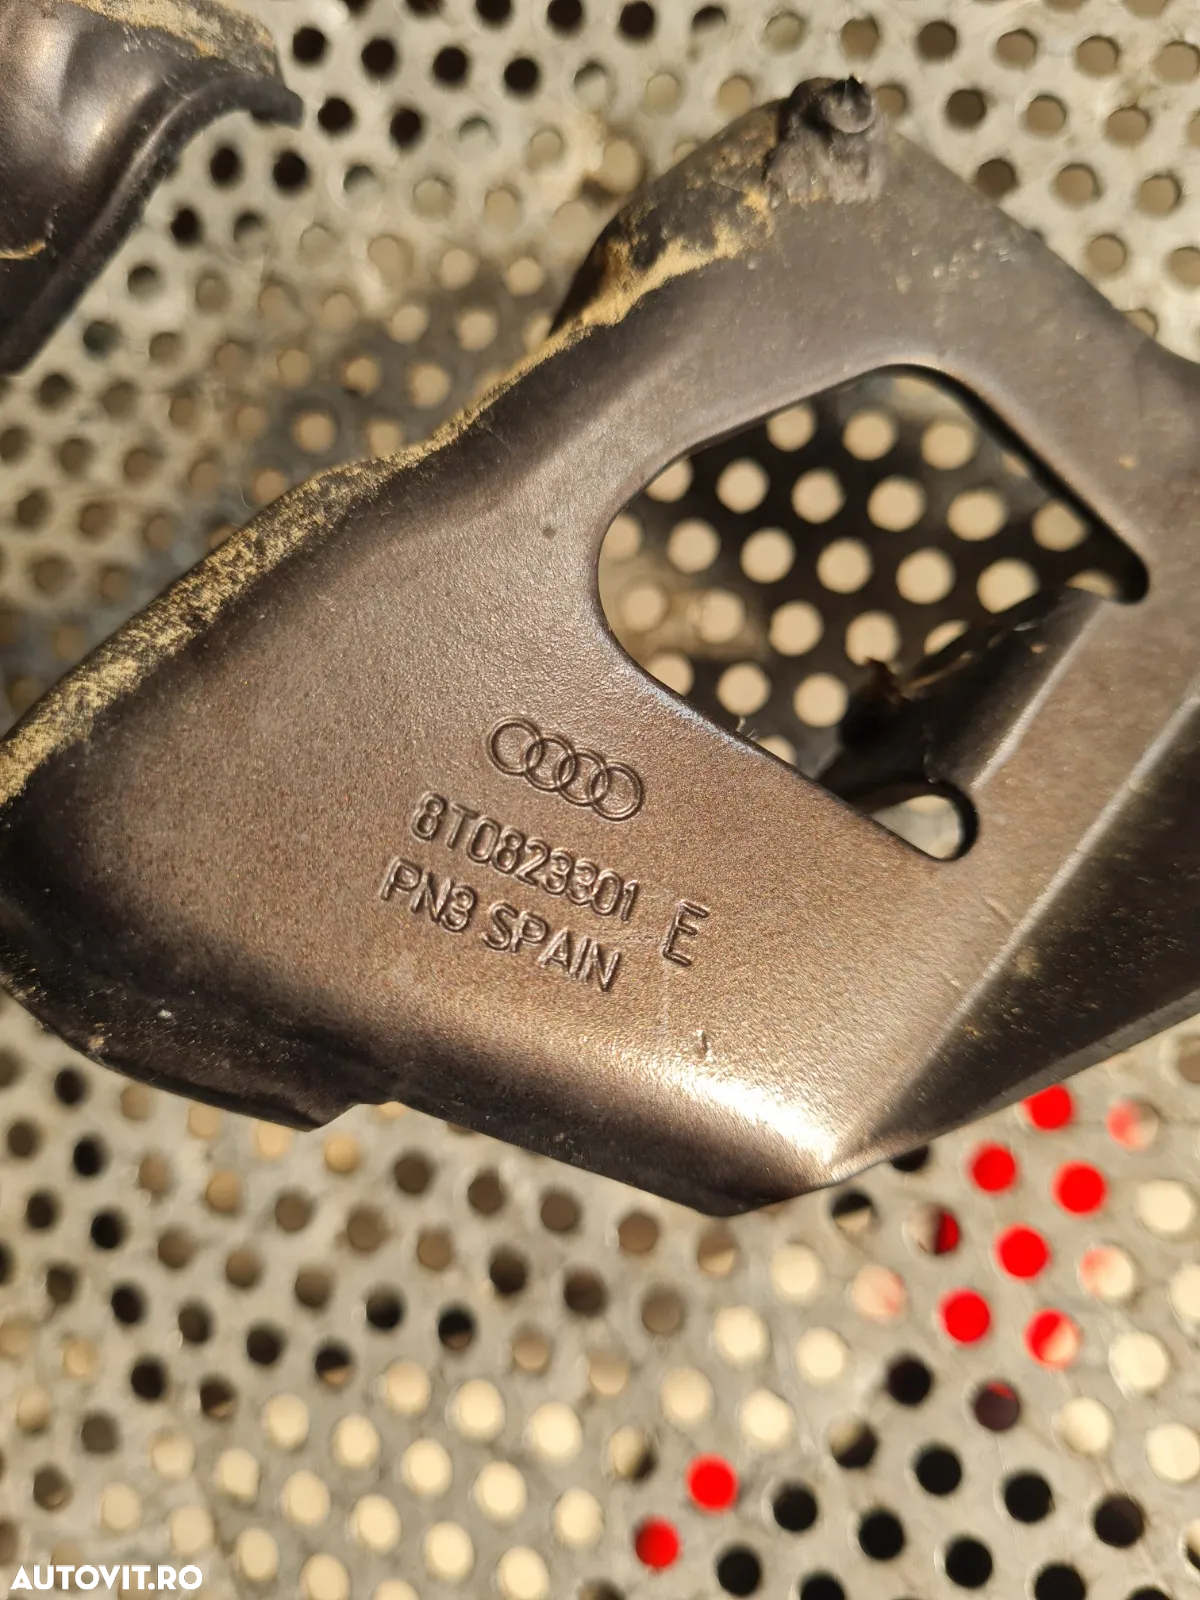 8T0823301 E
PN3 SPAIN
AUTOVIT.RO